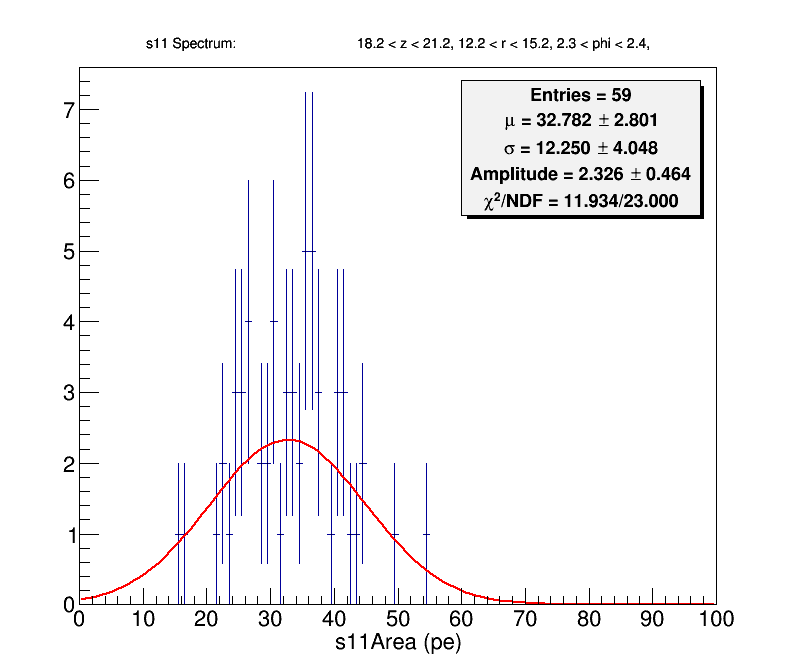 s11 Spectrum: 18.2 < z < 21.2, 12.2 < r < 15.2, 2.3 < phi < 2.4,
Entries = 59
μ = 32.782 ± 2.801
σ = 12.250 ± 4.048
Amplitude = 2.326 ± 0.464
χ²/NDF = 11.934/23.000
7
6
5
4
3
2
1
0
0 10 20 30 40 50 60 70 80 90 100
s11Area (pe)